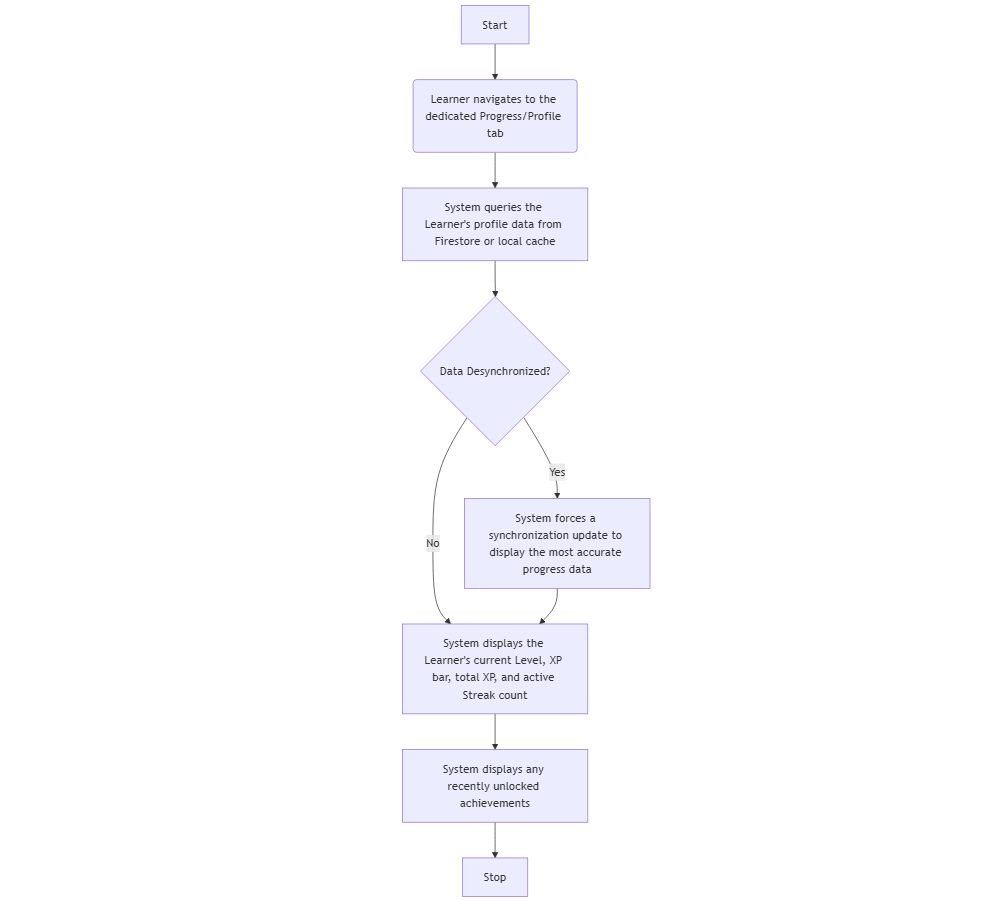 Start
Learner navigates to the
dedicated Progress/Profile
tab
System queries the
Learner's profile data from
Firestore or local cache
Data Desynchronized?
Yes
System forces a
synchronization update to
display the most accurate
progress data
No
System displays the
Learner's current Level, XP
bar, total XP, and active
Streak count
System displays any
recently unlocked
achievements
Stop